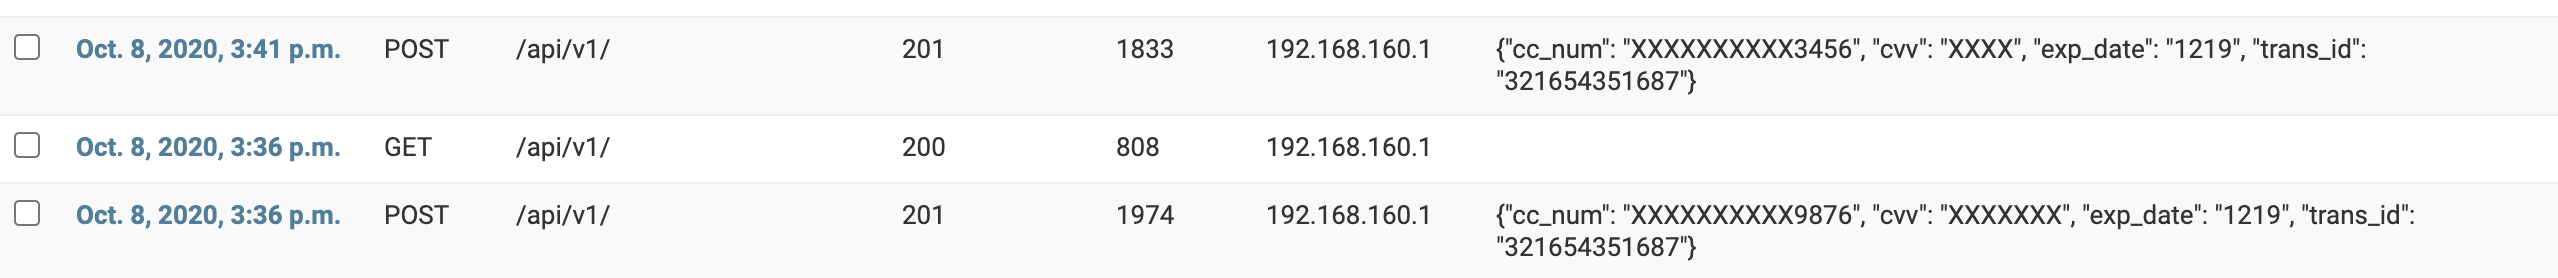 Oct. 8, 2020, 3:41 p.m. POST /api/v1/ 201 1833 192.168.160.1 {"cc_num": "XXXXXXXXXX3456", "cvv": "XXXX", "exp_date": "1219", "trans_id":
"321654351687"}
Oct. 8, 2020, 3:36 p.m. GET /api/v1/ 200 808 192.168.160.1
Oct. 8, 2020, 3:36 p.m. POST /api/v1/ 201 1974 192.168.160.1 {"cc_num": "XXXXXXXXXX9876", "cvv": "XXXXXXX", "exp_date": "1219", "trans_id":
"321654351687"}